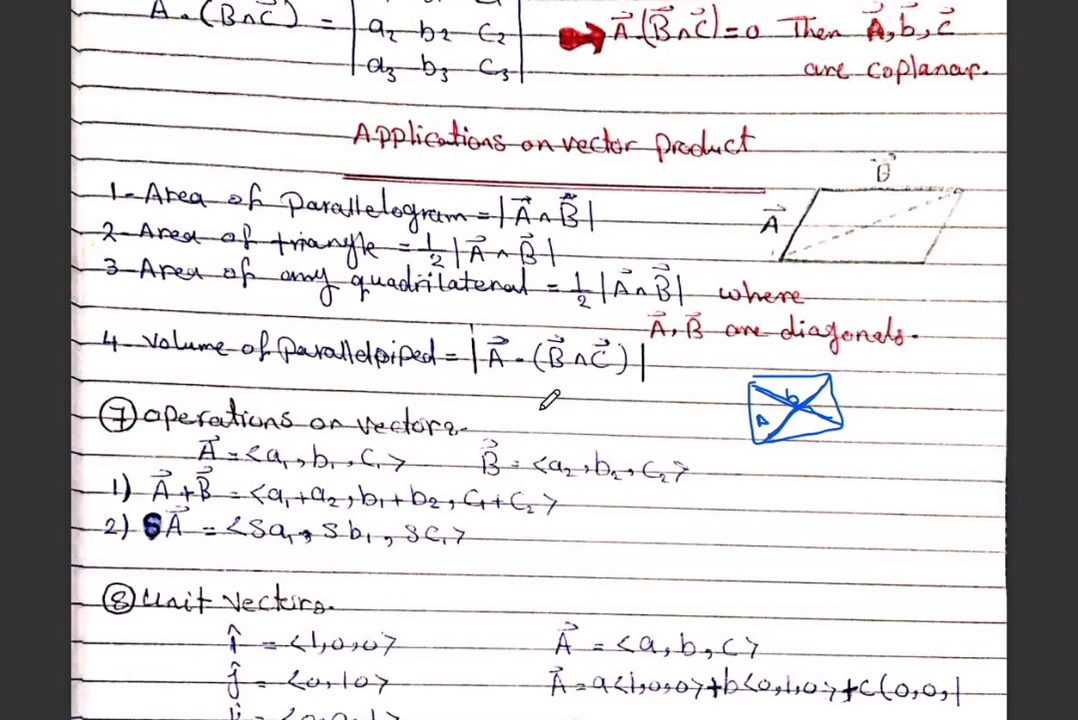 A . (B∧C) = | a₂ b₂ c₂ | → A⃗.(B⃗∧C⃗)=0 Then A⃗,b⃗,c⃗
a₃ b₃ c₃ are coplanar.
Applications on vector Product
B⃗
1- Area of Parallelogram = |A⃗ ∧ B⃗|
A⃗
2- Area of triangle = 1/2 |A⃗ ∧ B⃗|
3- Area of any quadrilateral = 1/2 |A⃗ ∧ B⃗| where
A⃗, B⃗ are diagonals.
4- volume of Parallelpiped = |A⃗ . (B⃗ ∧ C⃗)|
b
A
⑦ operations on vectors.
A⃗ = <a₁, b₁, c₁> B⃗ = <a₂, b₂, c₂>
1) A⃗ + B⃗ = <a₁+a₂, b₁+b₂, c₁+c₂>
2) SA⃗ = <Sa₁, Sb₁, Sc₁>
⑧ Unit vectors.
î = <1,0,0> A⃗ = <a, b, c>
ĵ = <0,1,0> A⃗ = a<1,0,0>+b<0,1,0>+c(0,0,1